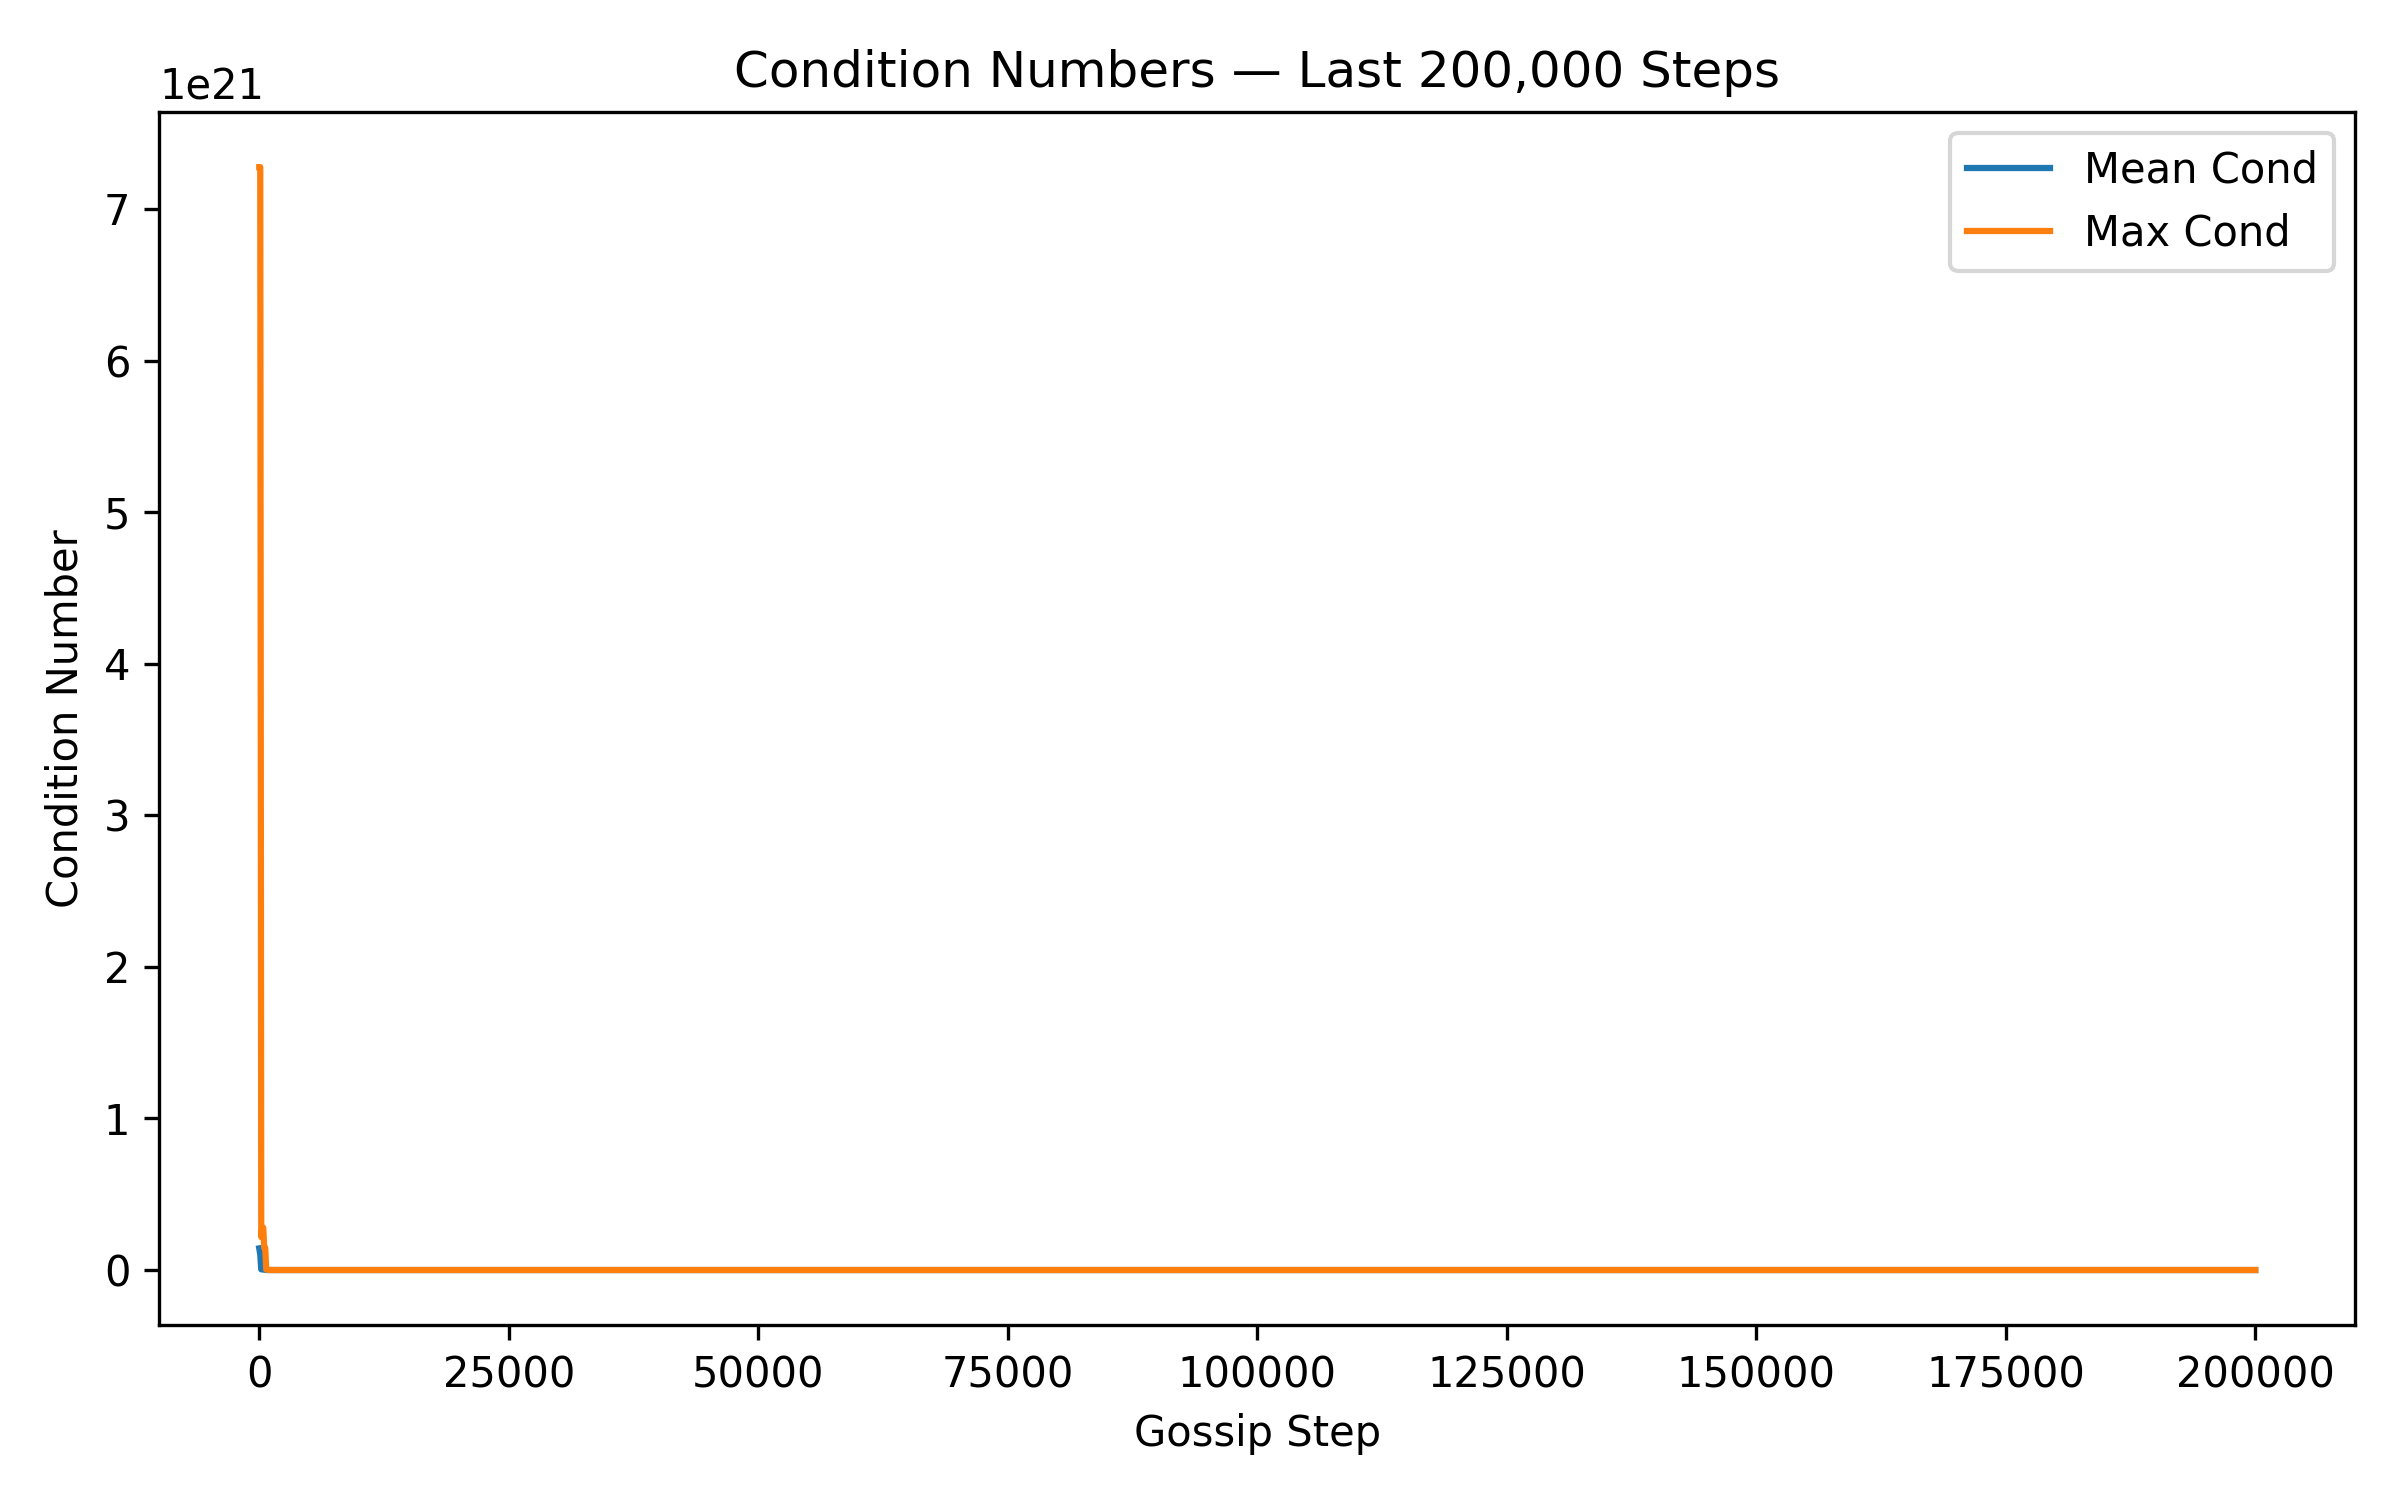 Condition Numbers — Last 200,000 Steps
1e21
Mean Cond
Max Cond
7
6
5
4
3
2
1
0
Condition Number
0 25000 50000 75000 100000 125000 150000 175000 200000
Gossip Step